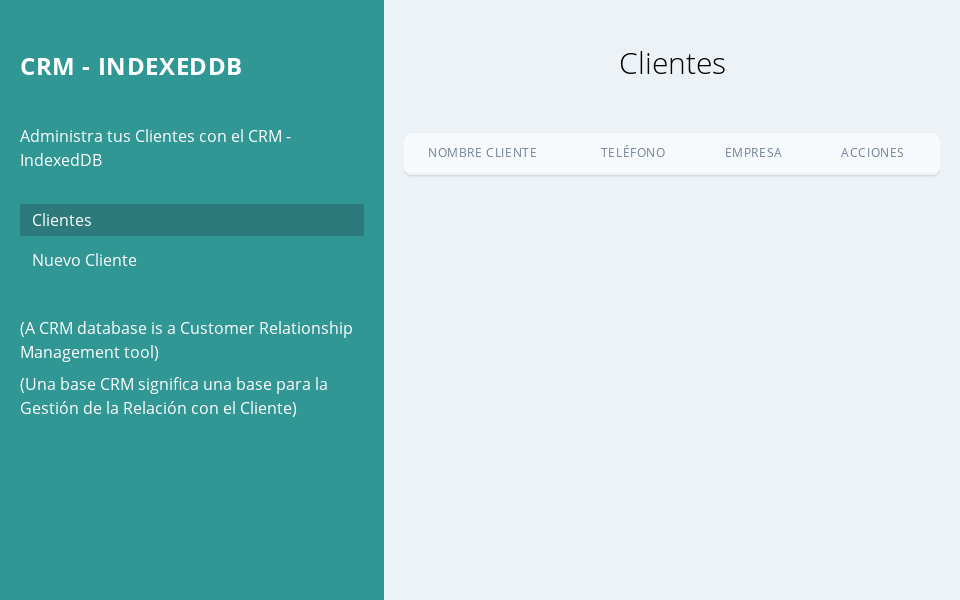 CRM - INDEXEDDB
Administra tus Clientes con el CRM -
IndexedDB
Clientes
Nuevo Cliente
(A CRM database is a Customer Relationship
Management tool)
(Una base CRM significa una base para la
Gestión de la Relación con el Cliente)
Clientes
NOMBRE CLIENTE TELÉFONO EMPRESA ACCIONES